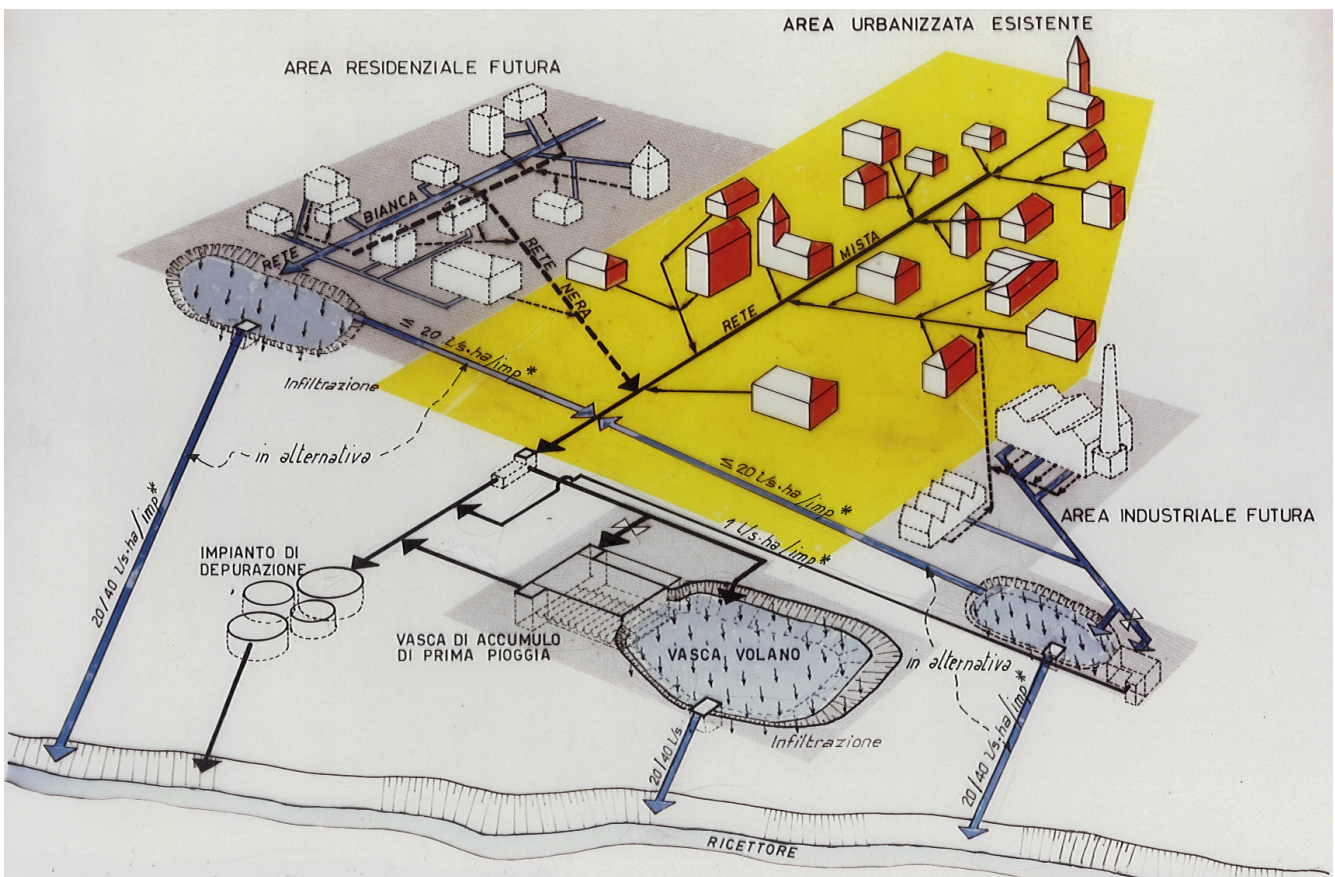 AREA URBANIZZATA ESISTENTE
AREA RESIDENZIALE FUTURA
RETE BIANCA
RETE NERA
RETE MISTA
≤ 20 l/s·ha/imp*
Infiltrazione
in alternativa
20/40 l/s·ha/imp*
≤ 20 l/s·ha/imp*
1 l/s·ha/imp*
AREA INDUSTRIALE FUTURA
IMPIANTO DI
DEPURAZIONE
VASCA DI ACCUMULO
DI PRIMA PIOGGIA
VASCA VOLANO
in alternativa
Infiltrazione
20/40 l/s
20/40 l/s·ha/imp*
RICETTORE